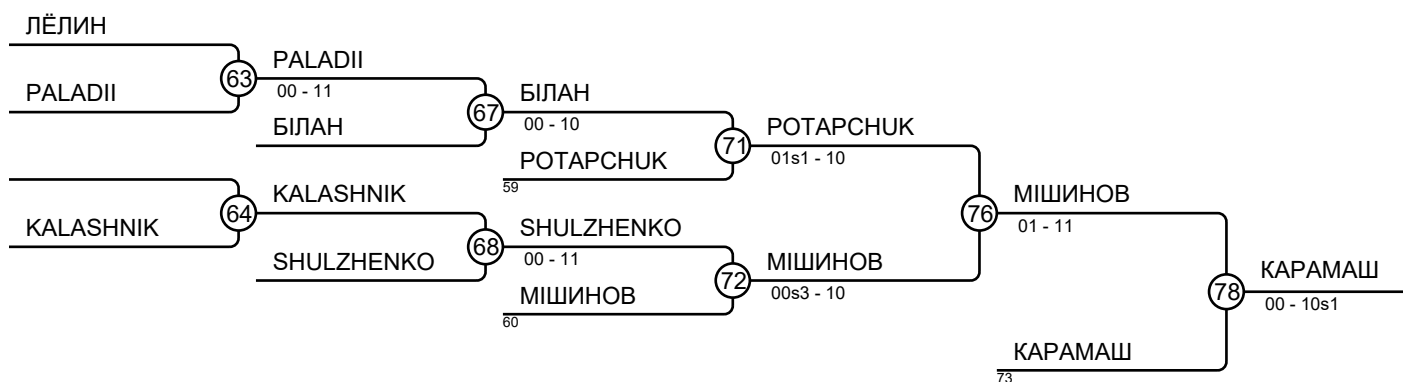 ЛЁЛИН
PALADII
63
PALADII
00 - 11
БІЛАН
67
БІЛАН
00 - 10
POTAPCHUK
59
71
POTAPCHUK
01s1 - 10
KALASHNIK
64
KALASHNIK
SHULZHENKO
68
SHULZHENKO
00 - 11
МІШИНОВ
60
72
МІШИНОВ
00s3 - 10
76
МІШИНОВ
01 - 11
КАРАМАШ
73
78
КАРАМАШ
00 - 10s1